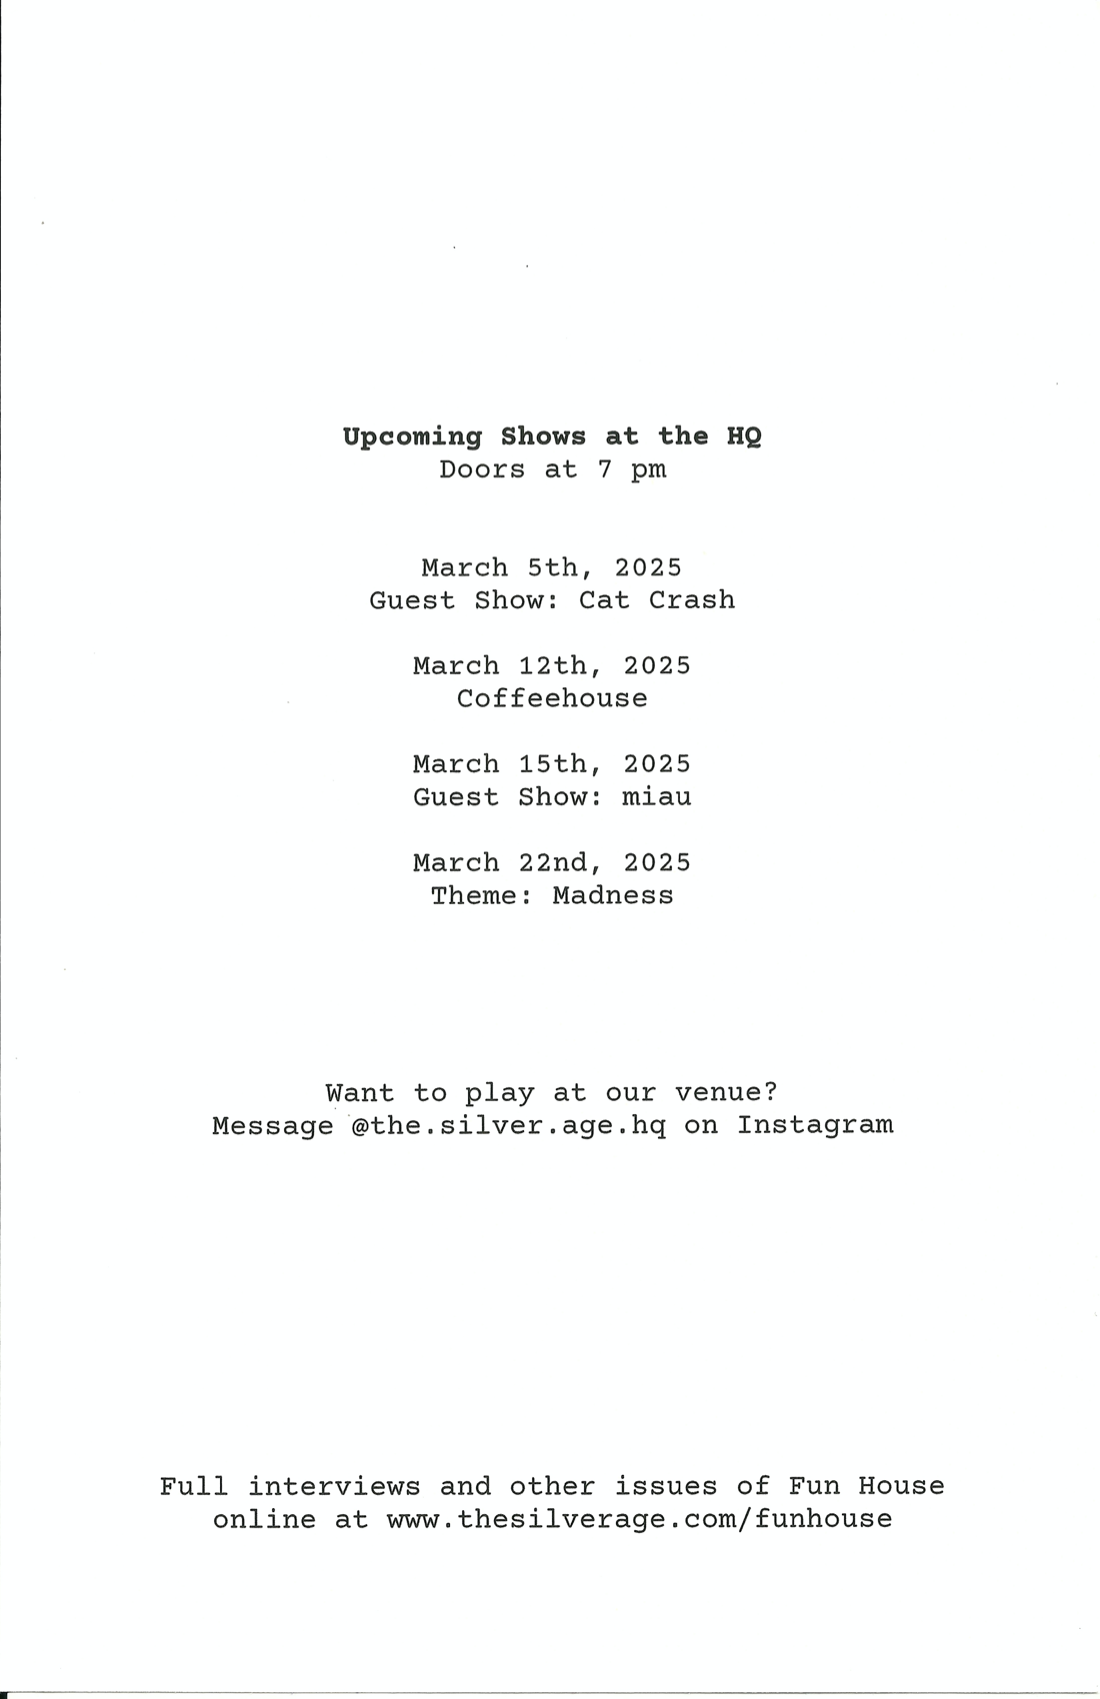 Upcoming Shows at the HQ
Doors at 7 pm
March 5th, 2025
Guest Show: Cat Crash
March 12th, 2025
Coffeehouse
March 15th, 2025
Guest Show: miau
March 22nd, 2025
Theme: Madness
Want to play at our venue?
Message @the.silver.age.hq on Instagram
Full interviews and other issues of Fun House
online at www.thesilverage.com/funhouse